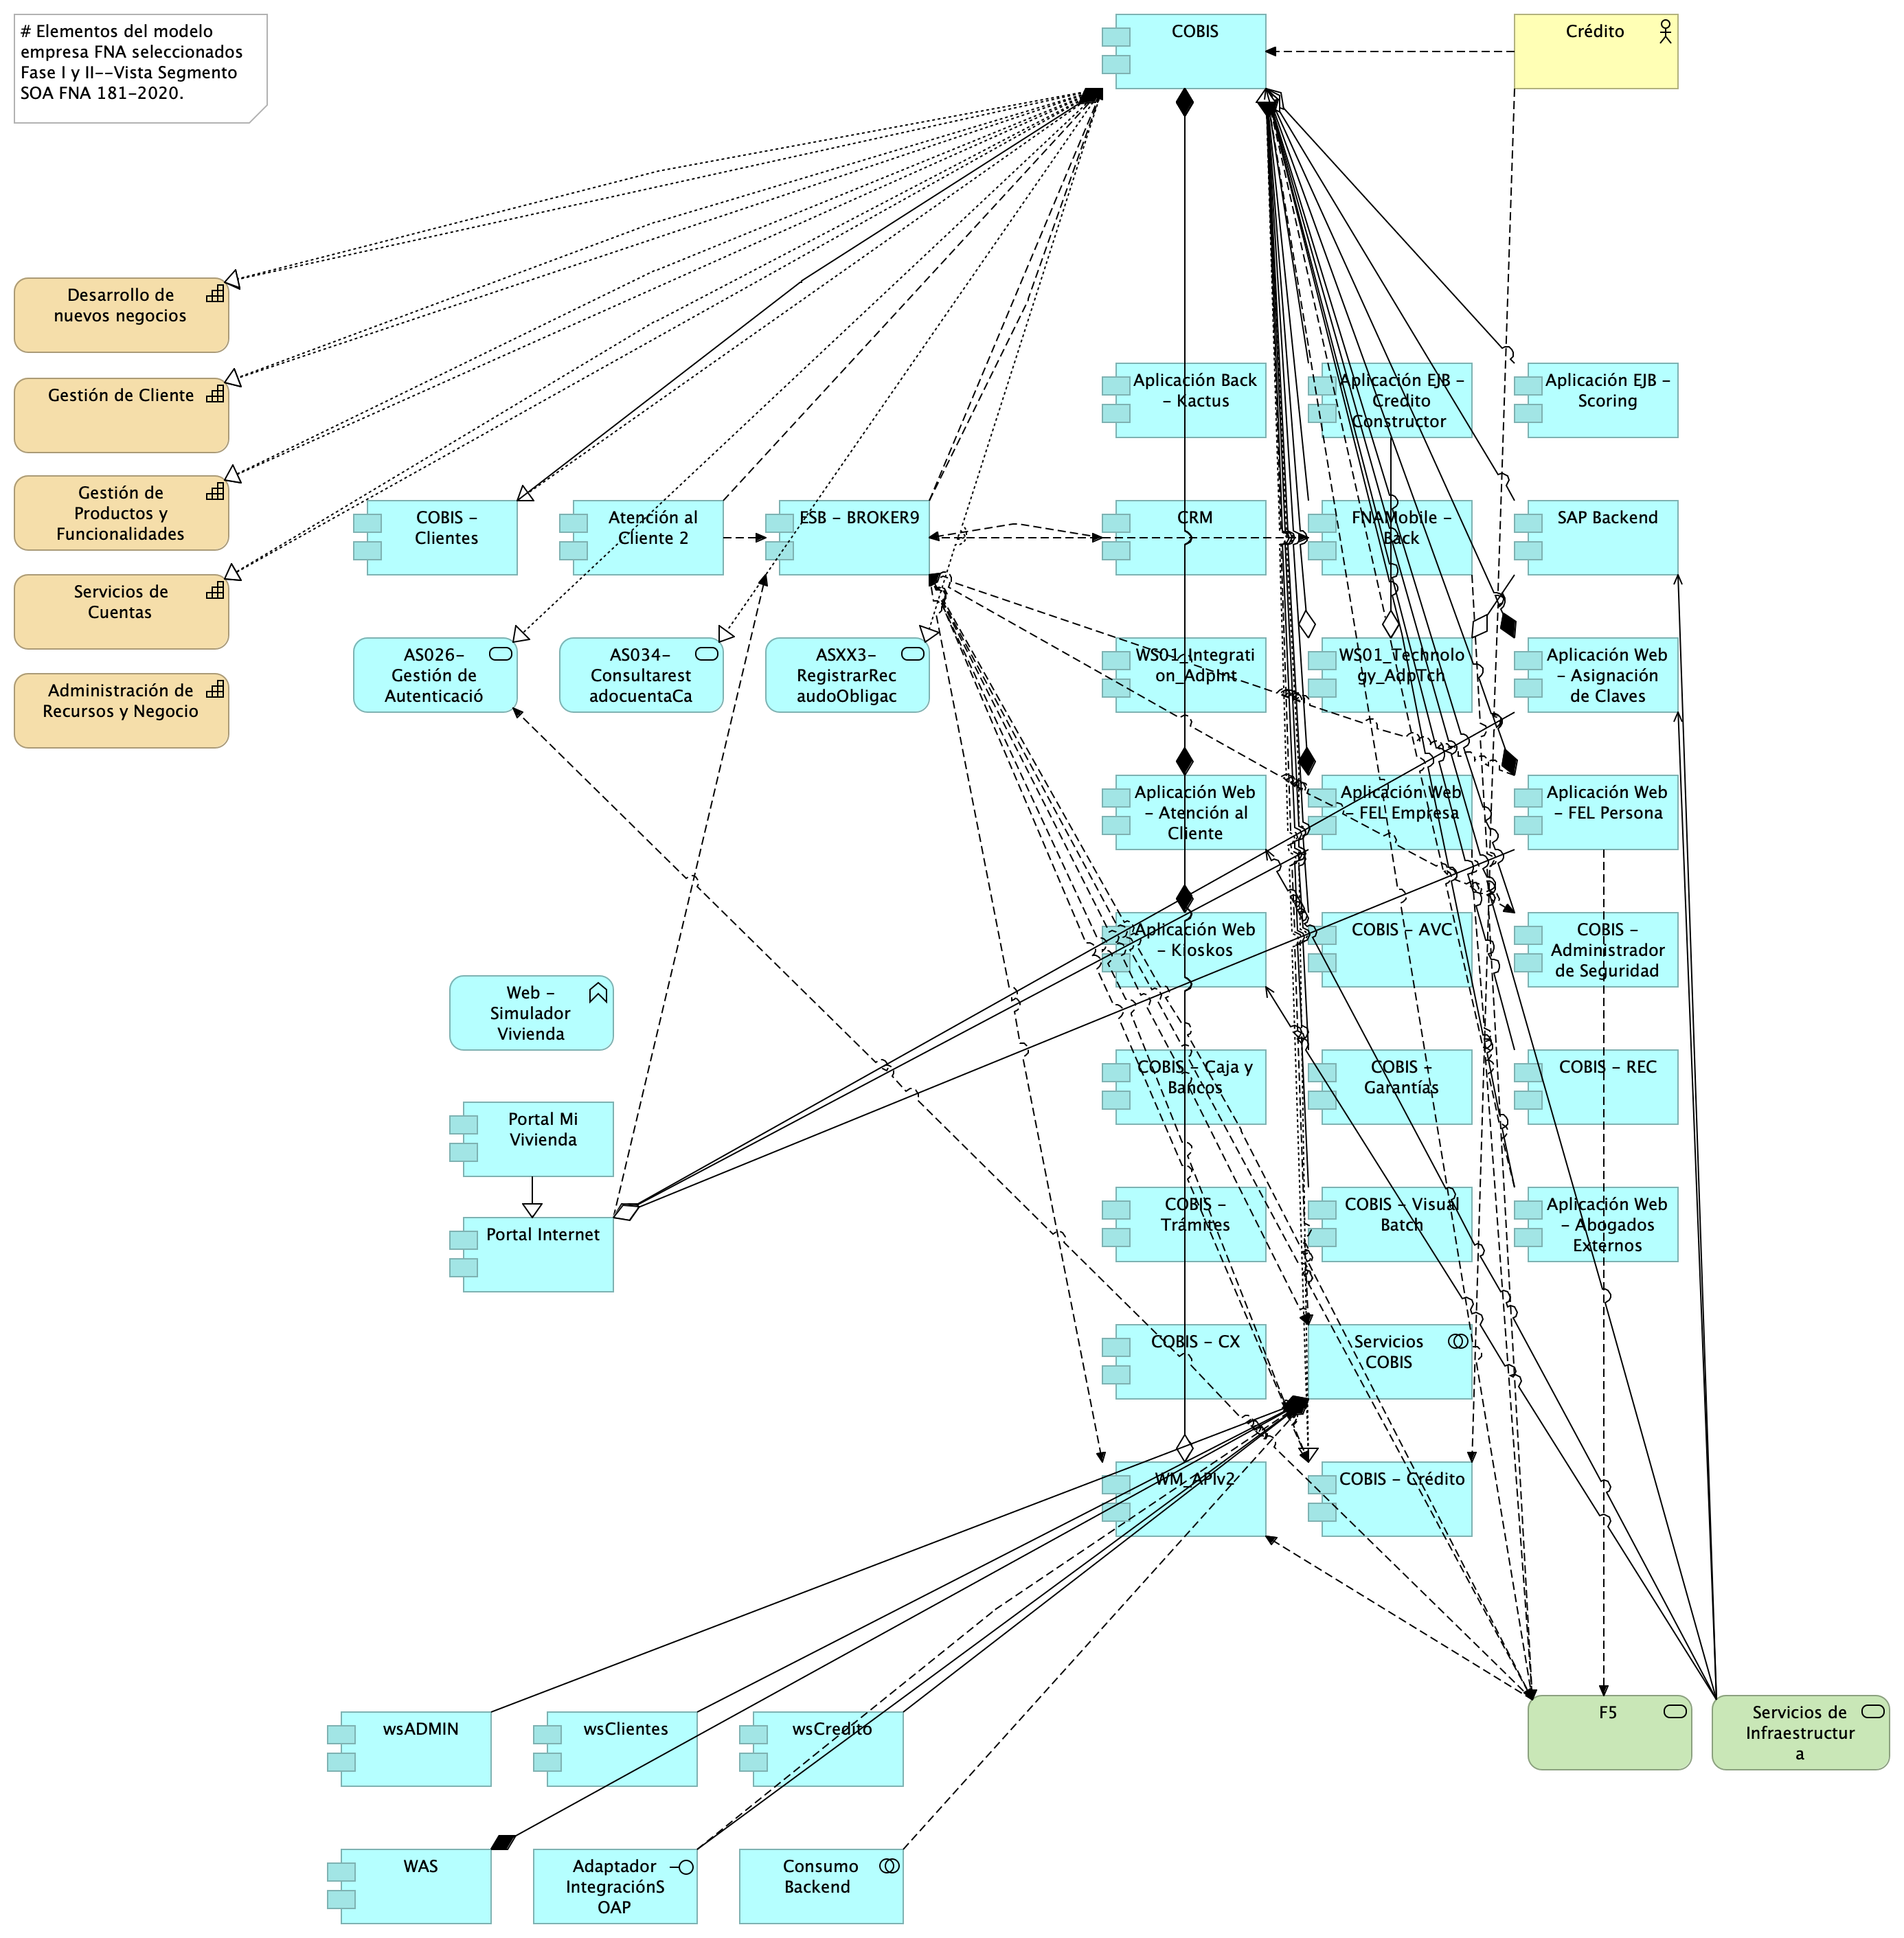 # Elementos del modelo
empresa FNA seleccionados
Fase I y II--Vista Segmento
SOA FNA 181-2020.
COBIS
Crédito
Desarrollo de
nuevos negocios
Gestión de Cliente
Gestión de
Productos y
Funcionalidades
Servicios de
Cuentas
Administración de
Recursos y Negocio
Aplicación Back
- Kactus
Aplicación EJB -
Credito
Constructor
Aplicación EJB -
Scoring
COBIS -
Clientes
Atención al
Cliente 2
ESB - BROKER9
CRM
FNAMobile -
Back
SAP Backend
AS026-
Gestión de
Autenticació
AS034-
Consultarest
adocuentaCa
ASXX3-
RegistrarRec
audoObligac
WS01_Integrati
on_AdpInt
WS01_Technolo
gy_AdpTch
Aplicación Web
- Asignación
de Claves
Aplicación Web
- Atención al
Cliente
Aplicación Web
- FEL Empresa
Aplicación Web
- FEL Persona
Aplicación Web
- Kioskos
COBIS - AVC
COBIS -
Administrador
de Seguridad
Web -
Simulador
Vivienda
COBIS - Caja y
Bancos
COBIS -
Garantías
COBIS - REC
Portal Mi
Vivienda
Portal Internet
COBIS -
Trámites
COBIS - Visual
Batch
Aplicación Web
- Abogados
Externos
COBIS - CX
Servicios
COBIS
WM_APIv2
COBIS - Crédito
wsADMIN
wsClientes
wsCredito
F5
Servicios de
Infraestructur
a
WAS
Adaptador
IntegraciónS
OAP
Consumo
Backend